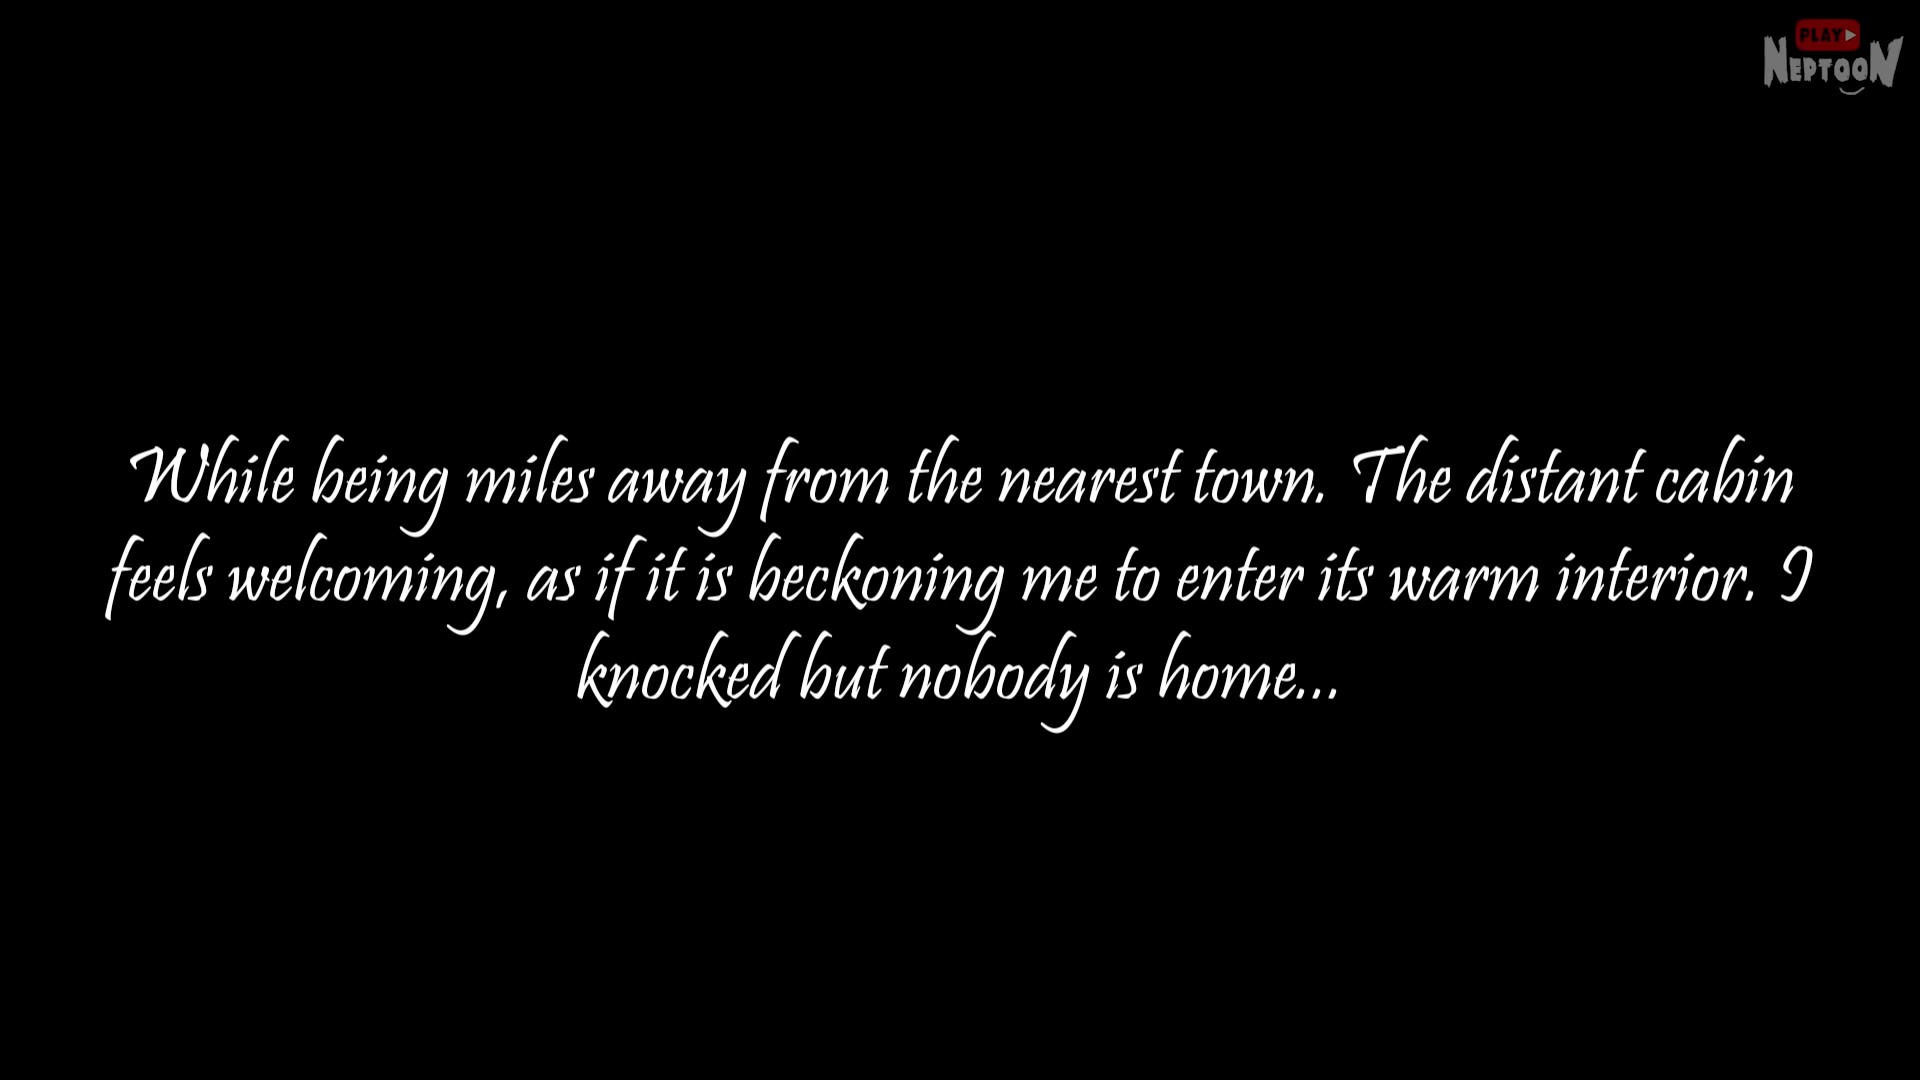 PLAY
NEPTOON
While being miles away from the nearest town. The distant cabin
feels welcoming, as if it is beckoning me to enter its warm interior. I
knocked but nobody is home...